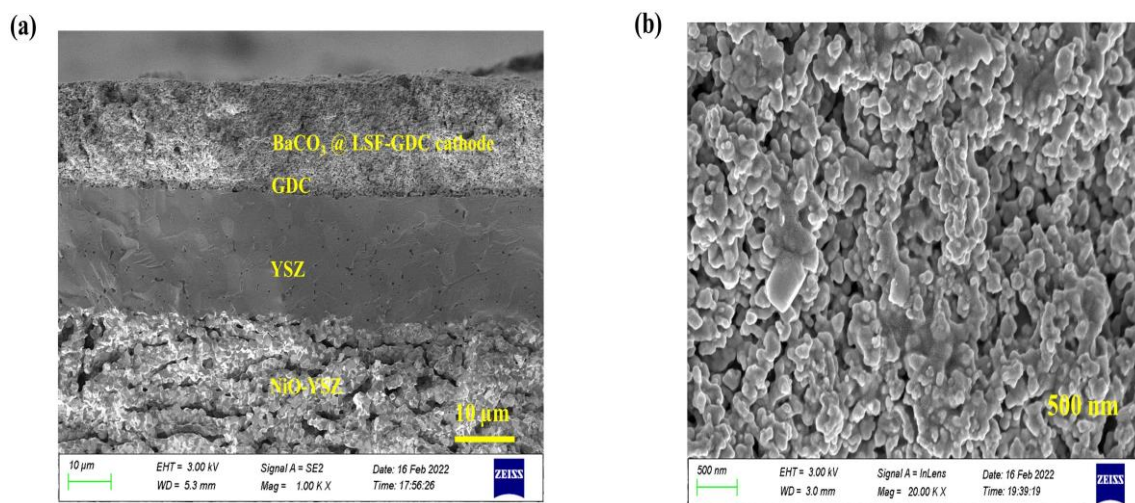 (a)
BaCO3 @ LSF-GDC cathode
GDC
YSZ
NiO-YSZ
10 μm
10 μm
EHT = 3.00 kV
Signal A = SE2
Date: 16 Feb 2022
WD = 5.3 mm
Mag = 1.00 K X
Time: 17:56:26
ZEISS
(b)
500 nm
500 nm
EHT = 3.00 kV
Signal A = InLens
Date: 16 Feb 2022
WD = 3.0 mm
Mag = 20.00 K X
Time: 19:39:19
ZEISS